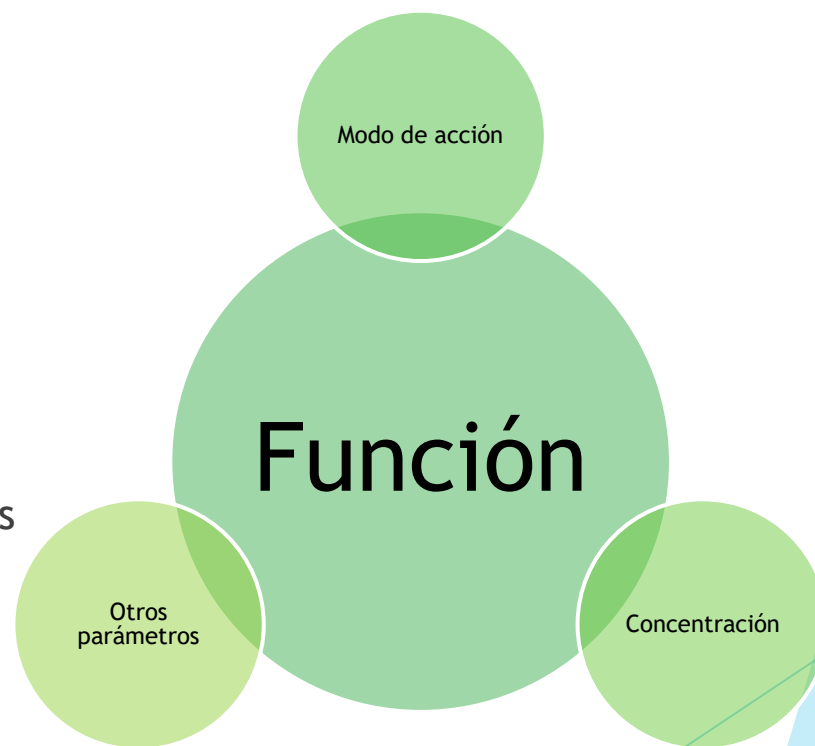 Modo de acción
Función
s
Otros
parámetros
Concentración